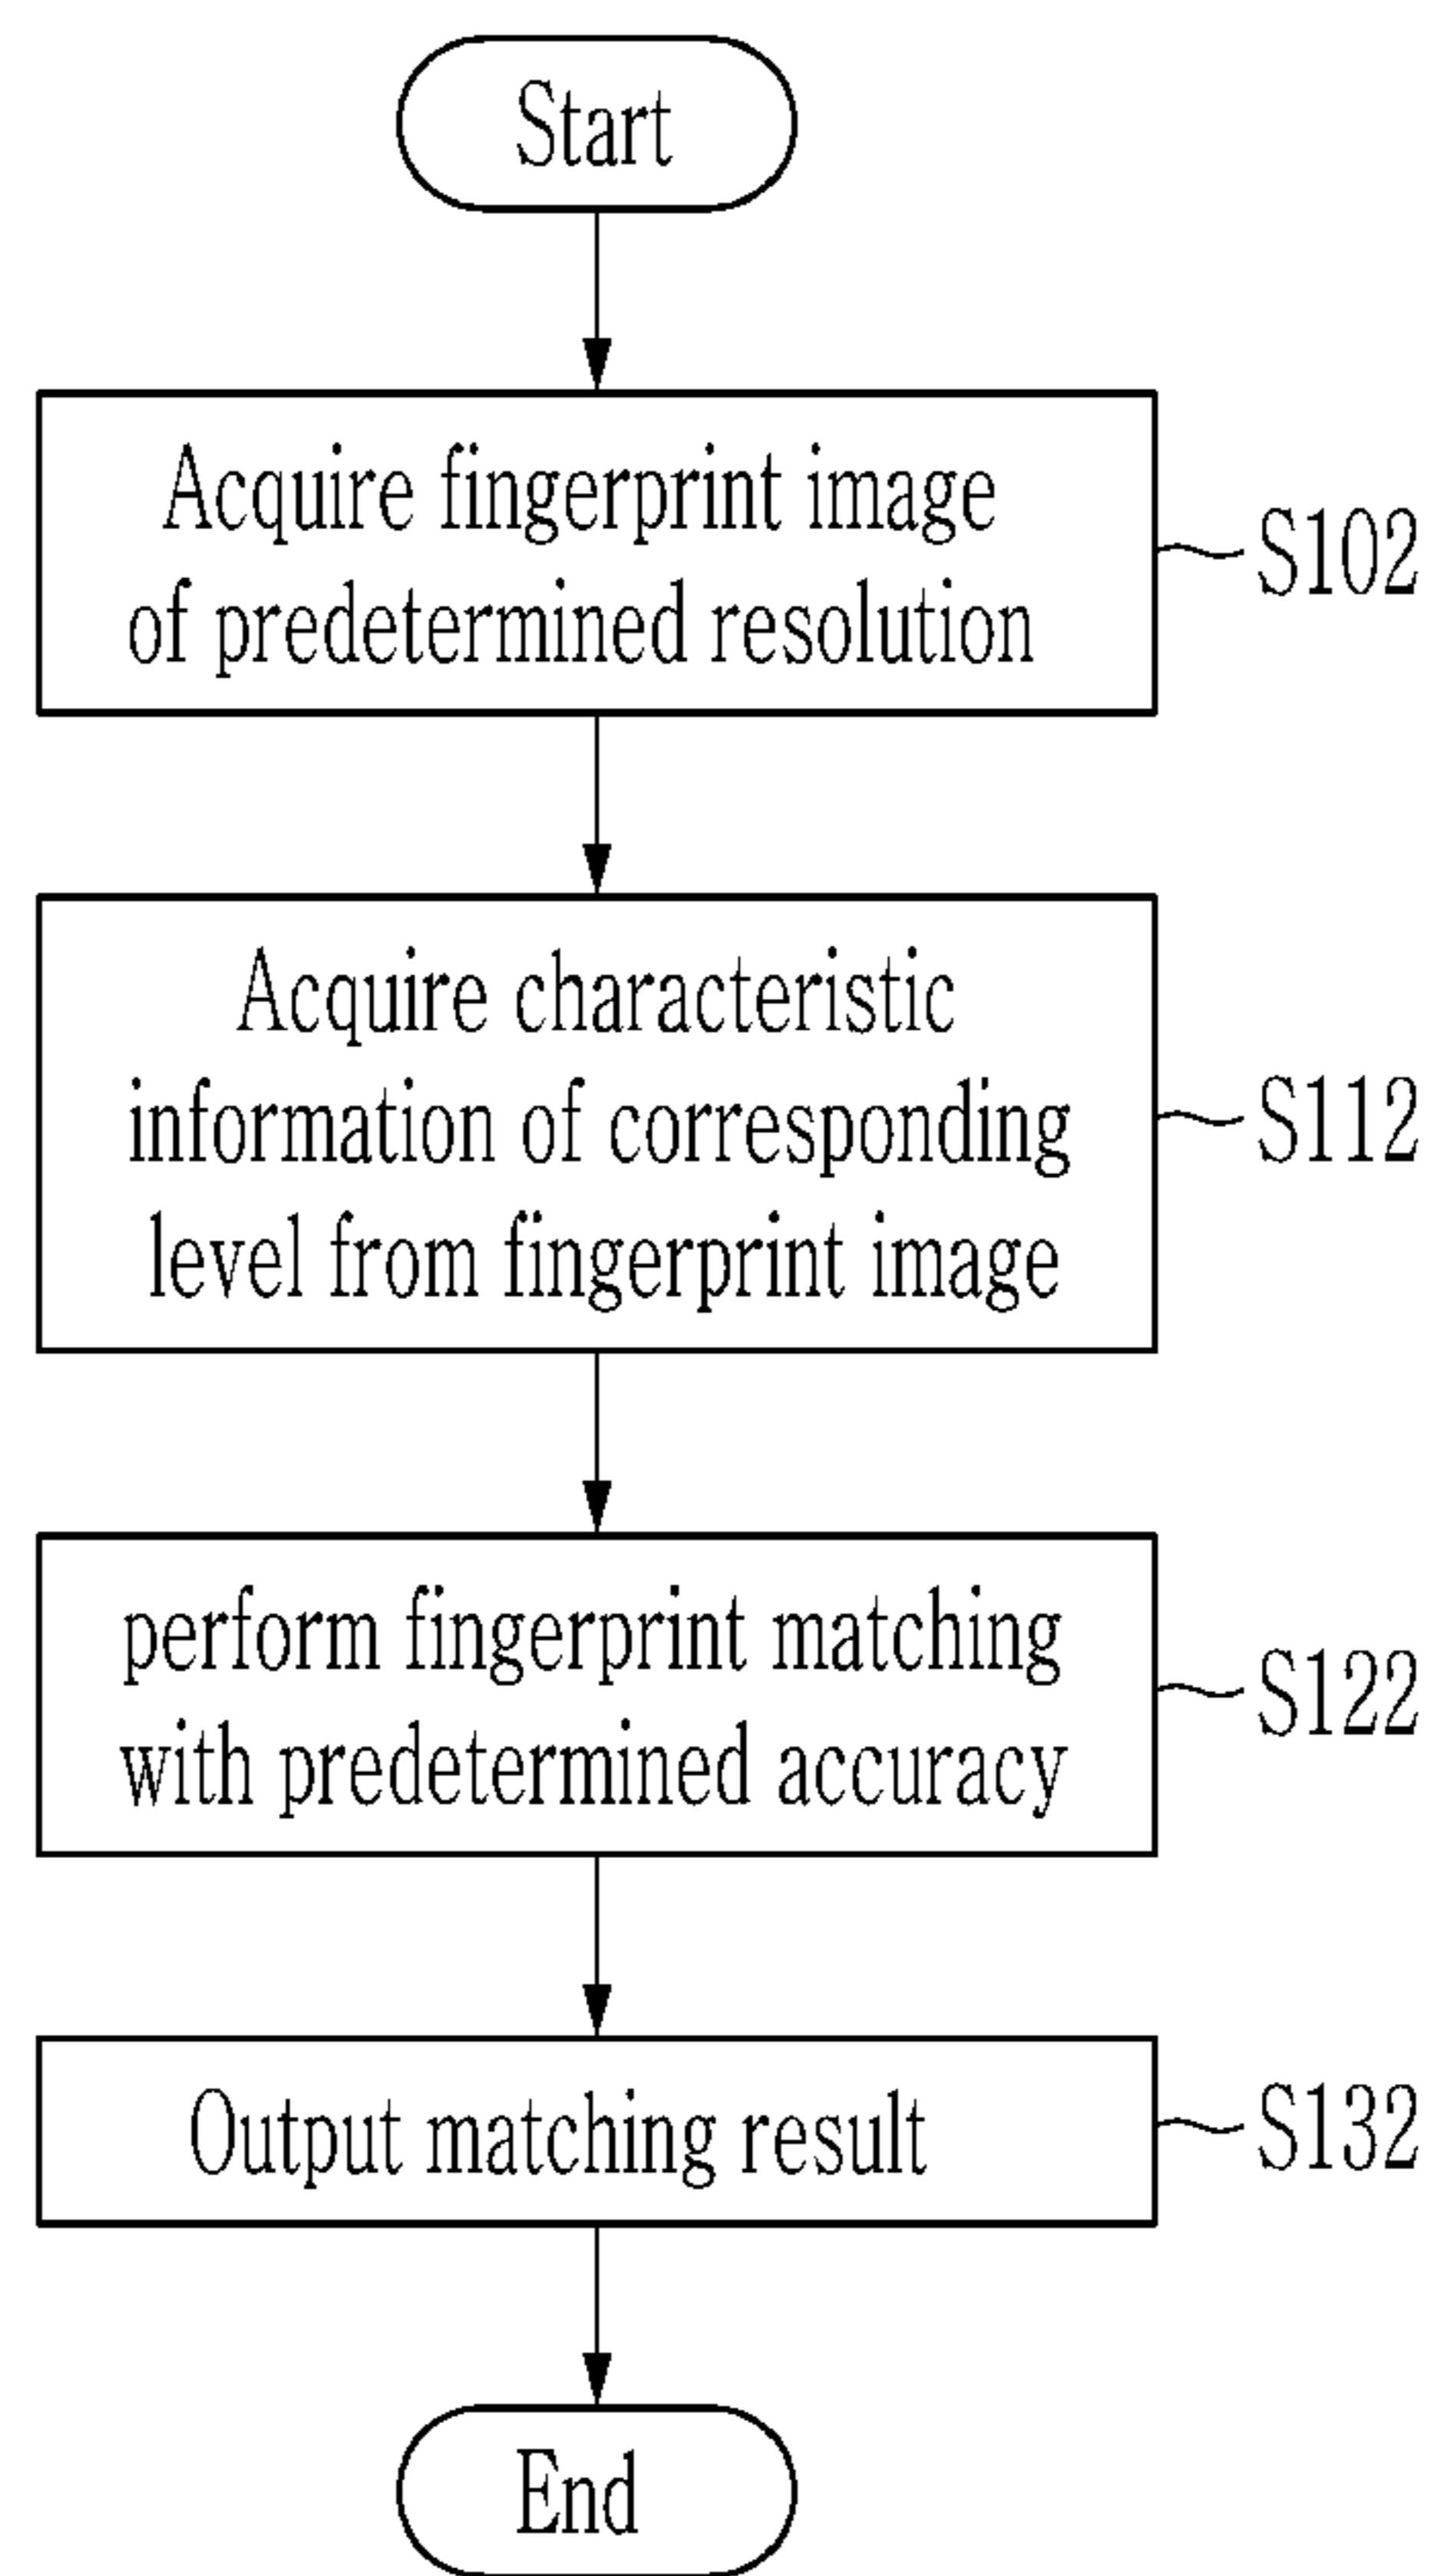 Start
Acquire fingerprint image
of predetermined resolution
S102
Acquire characteristic
information of corresponding
level from fingerprint image
S112
perform fingerprint matching
with predetermined accuracy
S122
Output matching result
S132
End